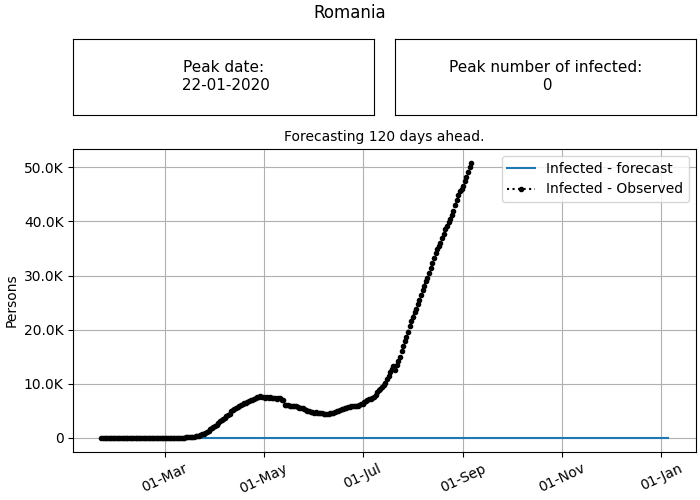 Romania
Peak date:
22-01-2020
Peak number of infected:
0
Forecasting 120 days ahead.
Infected - forecast
Infected - Observed
Persons
50.0K
40.0K
30.0K
20.0K
10.0K
0
01-Mar
01-May
01-Jul
01-Sep
01-Nov
01-Jan